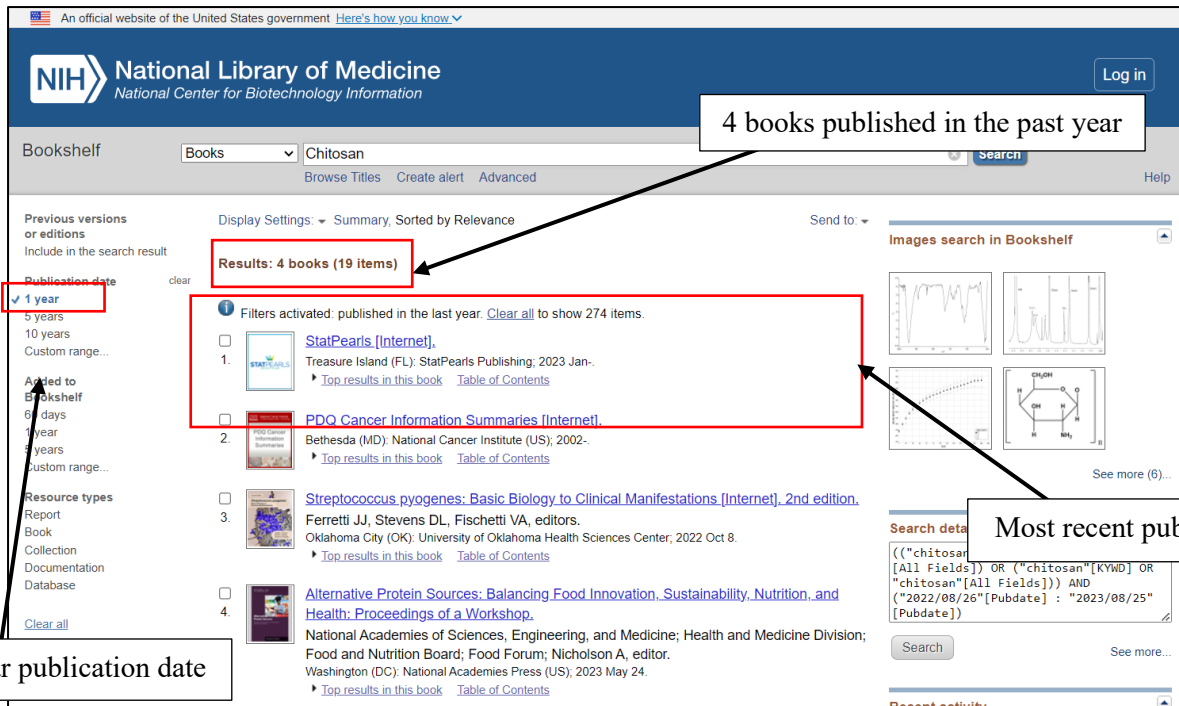 An official website of the United States government Here's how you know
NIH National Library of Medicine
National Center for Biotechnology Information
Log in
4 books published in the past year
Bookshelf
Books
Chitosan
Search
Browse Titles Create alert Advanced
Help
Previous versions
or editions
Include in the search result
Publication date clear
1 year
5 years
10 years
Custom range...
Added to
Bookshelf
60 days
1 year
5 years
Custom range...
Resource types
Report
Book
Collection
Documentation
Database
Clear all
publication date
Display Settings: Summary, Sorted by Relevance
Send to:
Results: 4 books (19 items)
Filters activated: published in the last year. Clear all to show 274 items.
1.
STATPEARLS
StatPearls [Internet].
Treasure Island (FL): StatPearls Publishing; 2023 Jan-.
Top results in this book Table of Contents
2.
PDQ Cancer
Information
Summaries
PDQ Cancer Information Summaries [Internet].
Bethesda (MD): National Cancer Institute (US); 2002-.
Top results in this book Table of Contents
3.
Streptococcus pyogenes: Basic Biology to Clinical Manifestations [Internet]. 2nd edition.
Ferretti JJ, Stevens DL, Fischetti VA, editors.
Oklahoma City (OK): University of Oklahoma Health Sciences Center; 2022 Oct 8.
Top results in this book Table of Contents
4.
Alternative Protein Sources: Balancing Food Innovation, Sustainability, Nutrition, and
Health: Proceedings of a Workshop.
National Academies of Sciences, Engineering, and Medicine; Health and Medicine Division;
Food and Nutrition Board; Food Forum; Nicholson A, editor.
Washington (DC): National Academies Press (US); 2023 May 24.
Top results in this book Table of Contents
Images search in Bookshelf
CH₂OH
H
O
O
OH
H
H
H
NH₂
n
See more (6)...
Search deta
Most recent pub
(("chitosan
[All Fields]) OR ("chitosan"[KYWD] OR
"chitosan"[All Fields])) AND
("2022/08/26"[Pubdate] : "2023/08/25"
[Pubdate])
Search
See more...
Recent activity